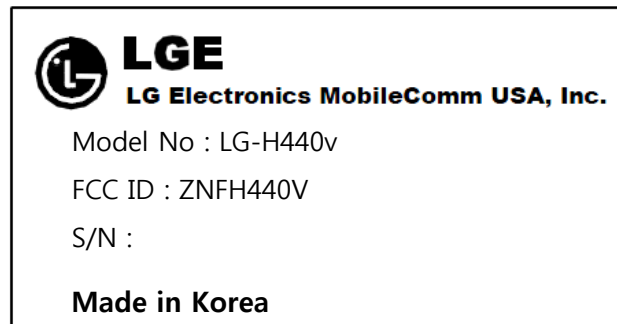 LGE
LG Electronics MobileComm USA, Inc.
Model No : LG-H440v
FCC ID : ZNFH440V
S/N :
Made in Korea